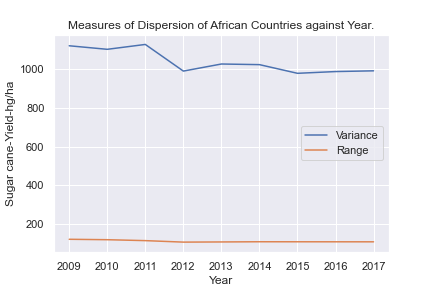 Measures of Dispersion of African Countries against Year.
Sugar cane-Yield-hg/ha
1000
800
600
400
200
Variance
Range
2009 2010 2011 2012 2013 2014 2015 2016 2017
Year